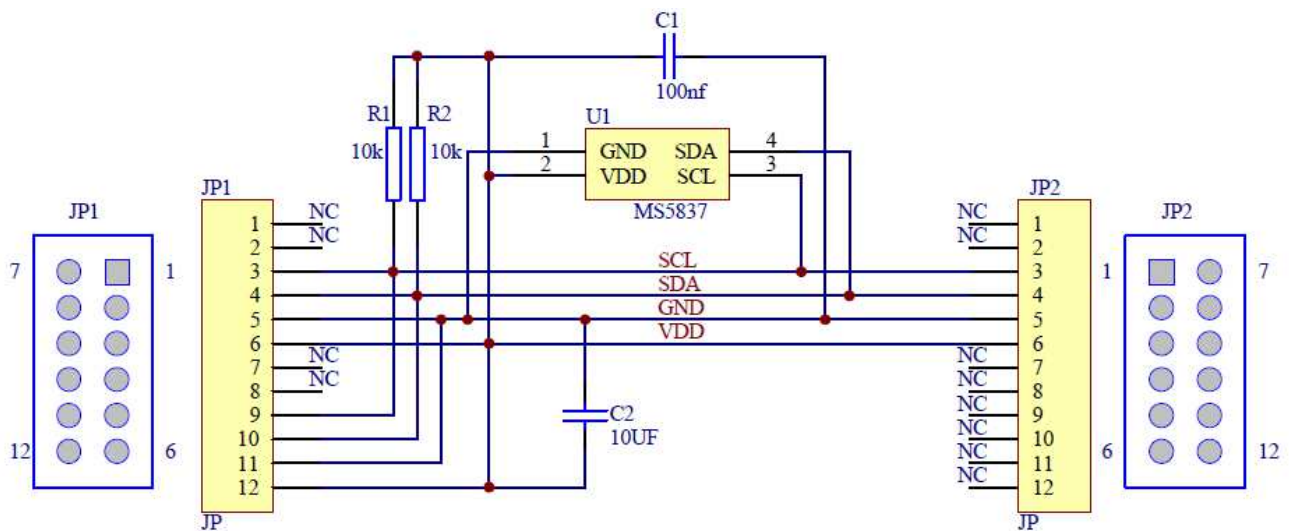 C1
100nf
R1
R2
U1
10k
10k
1
GND
SDA
4
2
VDD
SCL
3
MS5837
JP1
JP1
JP2
JP2
7
1
12
6
1
NC
2
NC
3
4
5
6
7
NC
8
NC
9
10
11
12
JP
SCL
SDA
GND
VDD
C2
10UF
NC
1
NC
2
3
4
5
6
NC
7
NC
8
NC
9
NC
10
NC
11
NC
12
JP
1
7
6
12